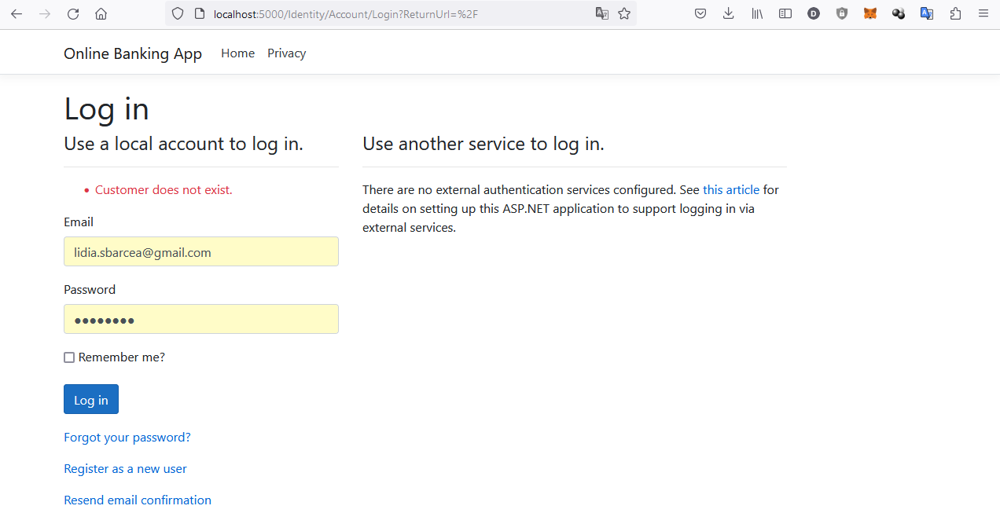 localhost:5000/Identity/Account/Login?ReturnUrl=%2F
Online Banking App Home Privacy
Log in
Use a local account to log in.
Customer does not exist.
Email
lidia.sbarcea@gmail.com
Password
Remember me?
Log in
Forgot your password?
Register as a new user
Resend email confirmation
Use another service to log in.
There are no external authentication services configured. See this article for
details on setting up this ASP.NET application to support logging in via
external services.